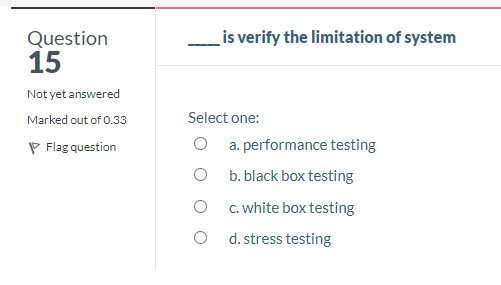 Question
15
Not yet answered
Marked out of 0.33
Flag question
_____ is verify the limitation of system
Select one:
a. performance testing
b. black box testing
c. white box testing
d. stress testing